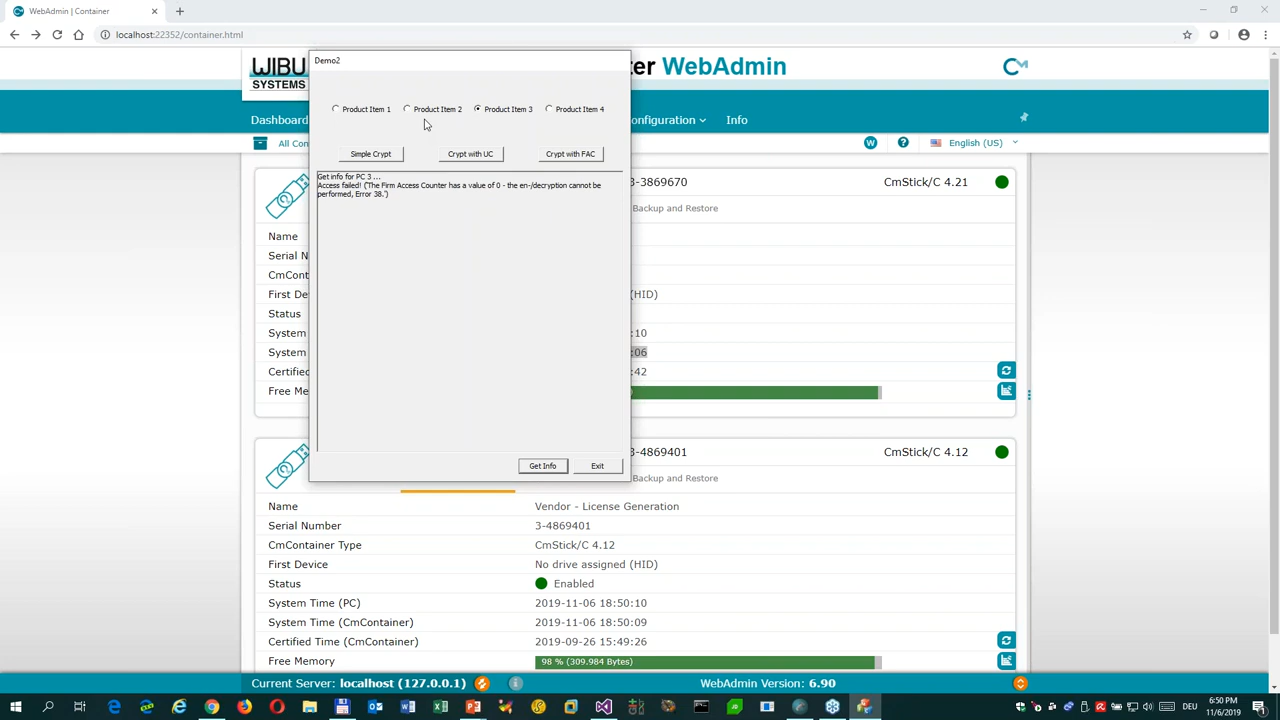 WebAdmin | Container
localhost:22352/container.html
WIBU
SYSTEMS
ter WebAdmin
Dashboard
onfiguration
Info
All Con
English (US)
Demo2
Product Item 1
Product Item 2
Product Item 3
Product Item 4
Simple Crypt
Crypt with UC
Crypt with FAC
Get info for PC 3 ...
Access failed! ('The Firm Access Counter has a value of 0 - the en-/decryption cannot be
performed, Error 38.')
Get Info
Exit
3-3869670
CmStick/C 4.21
Backup and Restore
Name
Serial N
CmCont
First De
(HID)
Status
System
:10
System
:06
Certified
:42
Free Me
3-4869401
CmStick/C 4.12
Backup and Restore
Name
Vendor - License Generation
Serial Number
3-4869401
CmContainer Type
CmStick/C 4.12
First Device
No drive assigned (HID)
Status
Enabled
System Time (PC)
2019-11-06 18:50:10
System Time (CmContainer)
2019-11-06 18:50:09
Certified Time (CmContainer)
2019-09-26 15:49:26
Free Memory
98 % (309.984 Bytes)
Current Server: localhost (127.0.0.1)
WebAdmin Version: 6.90
DEU
6:50 PM
11/6/2019